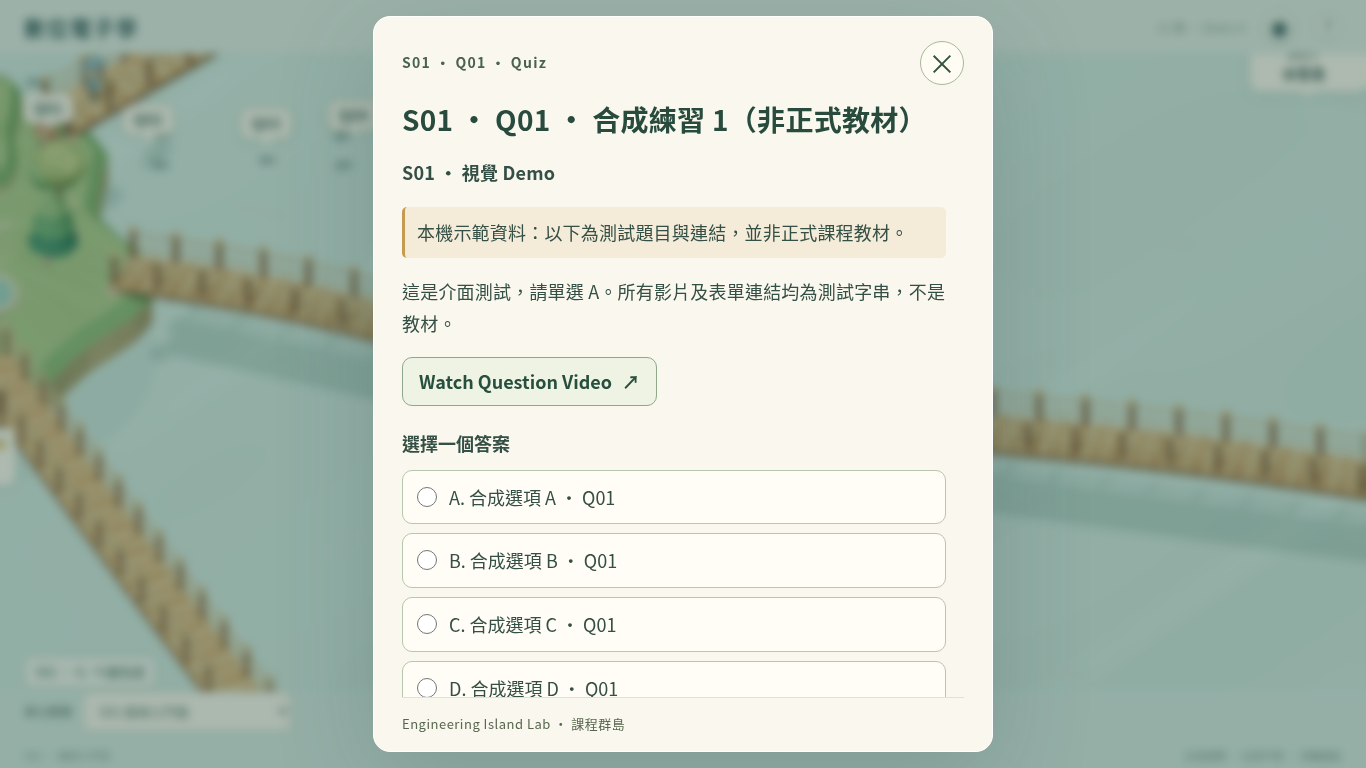 數位電子學
S01 • Q01 • Quiz
S01 • Q01 • 合成練習 1（非正式教材）
S01 • 視覺 Demo
本機示範資料：以下為測試題目與連結，並非正式課程教材。
這是介面測試，請單選 A。所有影片及表單連結均為測試字串，不是
教材。
Watch Question Video ↗
選擇一個答案
A. 合成選項 A • Q01
B. 合成選項 B • Q01
C. 合成選項 C • Q01
D. 合成選項 D • Q01
Engineering Island Lab • 課程群島